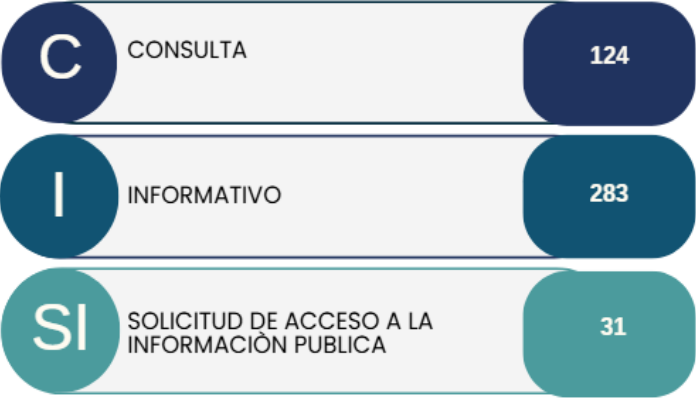 C CONSULTA 124
I INFORMATIVO 283
SI SOLICITUD DE ACCESO A LA
INFORMACIÒN PUBLICA 31